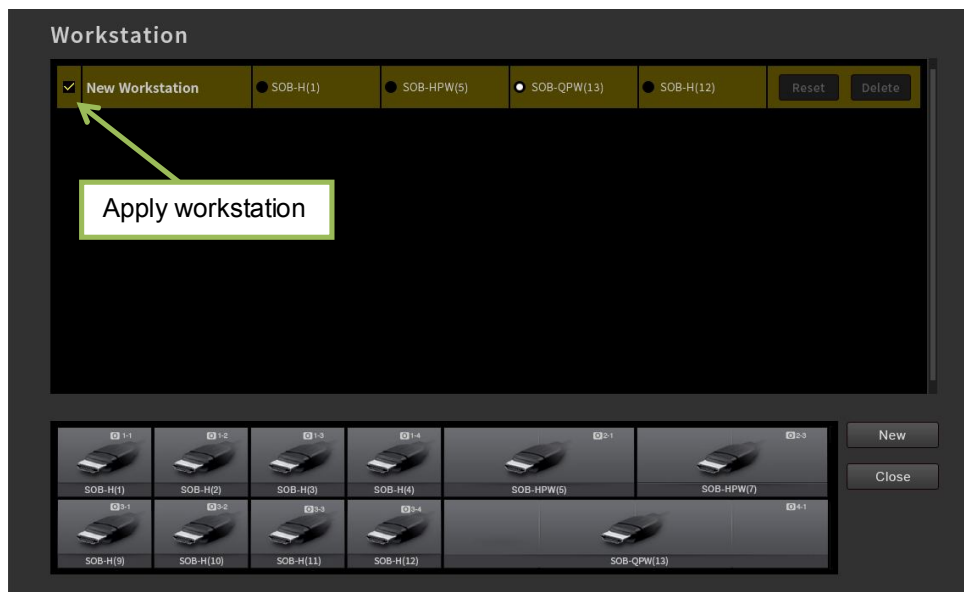 Workstation
New Workstation SOB-H(1) SOB-HPW(5) SOB-QPW(13) SOB-H(12) Reset Delete
Apply workstation
1-1 1-2 1-3 1-4 2-1 2-3
SOB-H(1) SOB-H(2) SOB-H(3) SOB-H(4) SOB-HPW(5) SOB-HPW(7)
3-1 3-2 3-3 3-4 4-1
SOB-H(9) SOB-H(10) SOB-H(11) SOB-H(12) SOB-QPW(13)
New
Close